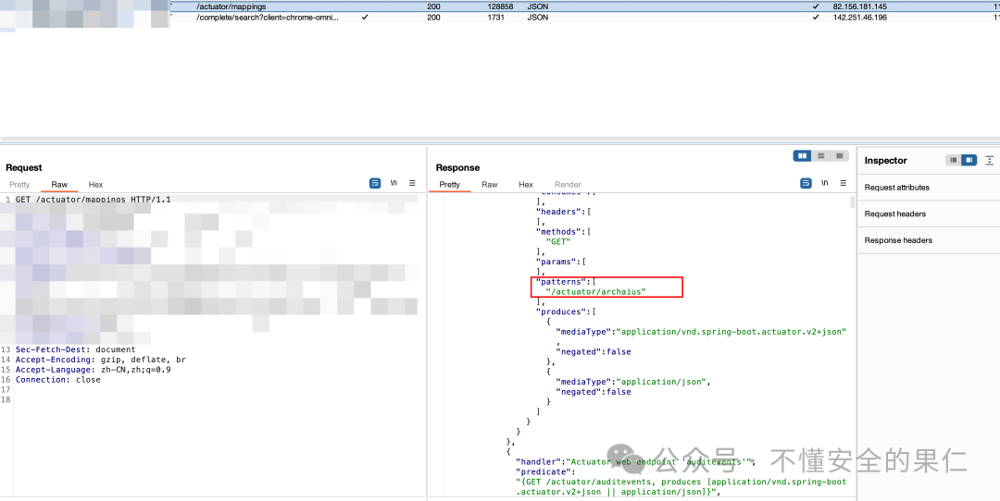 /actuator/mappings 200 128858 JSON ✓ 82.156.181.145 11
/complete/search?client=chrome-omni... ✓ 200 1731 JSON ✓ 142.251.46.196 11
Request
Pretty Raw Hex
\n
1 GET /actuator/mappings HTTP/1.1
13 Sec-Fetch-Dest: document
14 Accept-Encoding: gzip, deflate, br
15 Accept-Language: zh-CN,zh;q=0.9
16 Connection: close
17
18
Response
Pretty Raw Hex Render
\n
"consumes":[
],
"headers":[
],
"methods":[
"GET"
],
"params":[
],
"patterns":[
"/actuator/archaius"
],
"produces":[
{
"mediaType":"application/vnd.spring-boot.actuator.v2+json"
,
"negated":false
},
{
"mediaType":"application/json",
"negated":false
}
]
}
}
},
{
"handler":"Actuator web endpoint 'auditevents'",
"predicate":
"{GET /actuator/auditevents, produces [application/vnd.spring-boot
.actuator.v2+json || application/json]}",
Inspector
Request attributes
Request headers
Response headers
公众号 不懂安全的果仁